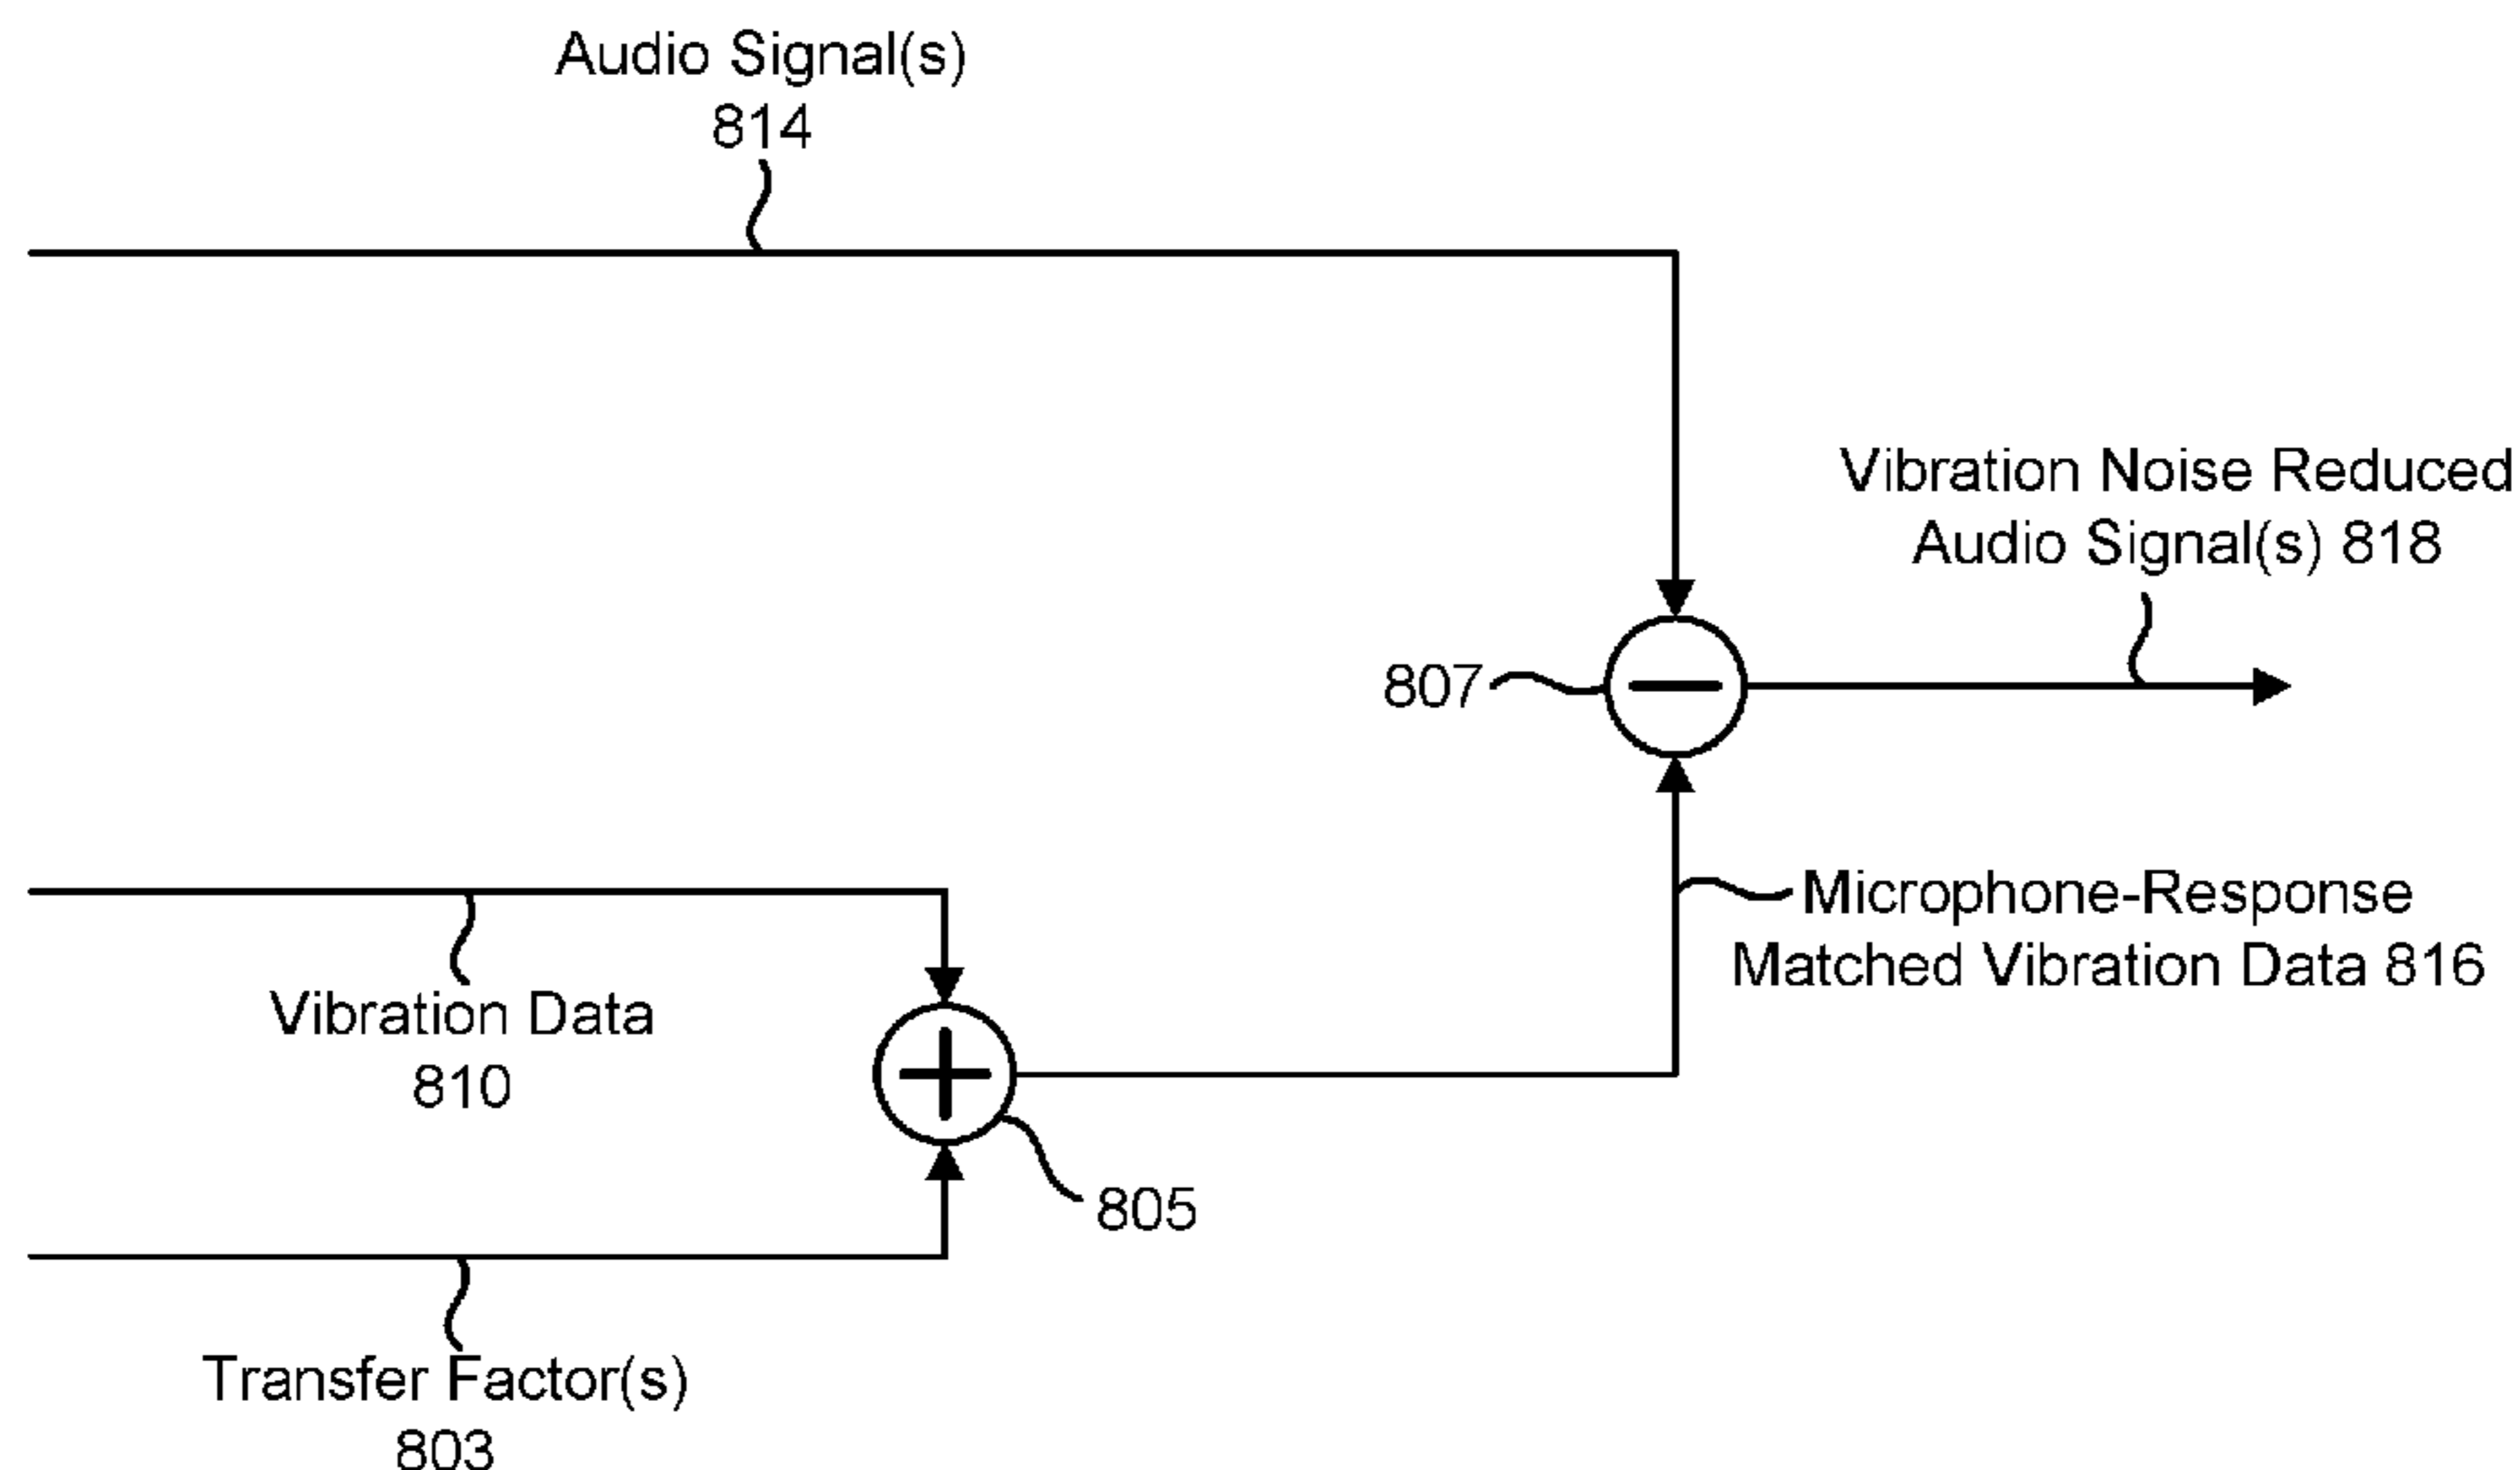 Audio Signal(s)
814
Vibration Noise Reduced
Audio Signal(s) 818
807
Microphone-Response
Matched Vibration Data 816
Vibration Data
810
805
Transfer Factor(s)
803